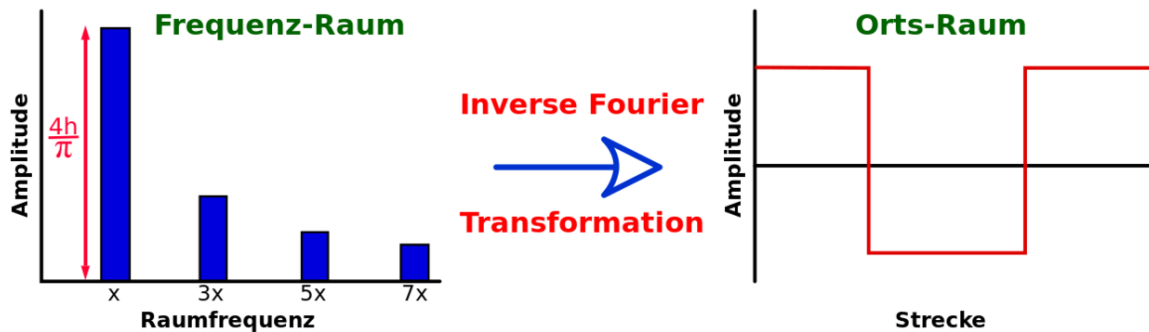 Frequenz-Raum
Amplitude
4h
π
x
3x
5x
7x
Raumfrequenz
Inverse Fourier
Transformation
Orts-Raum
Amplitude
Strecke